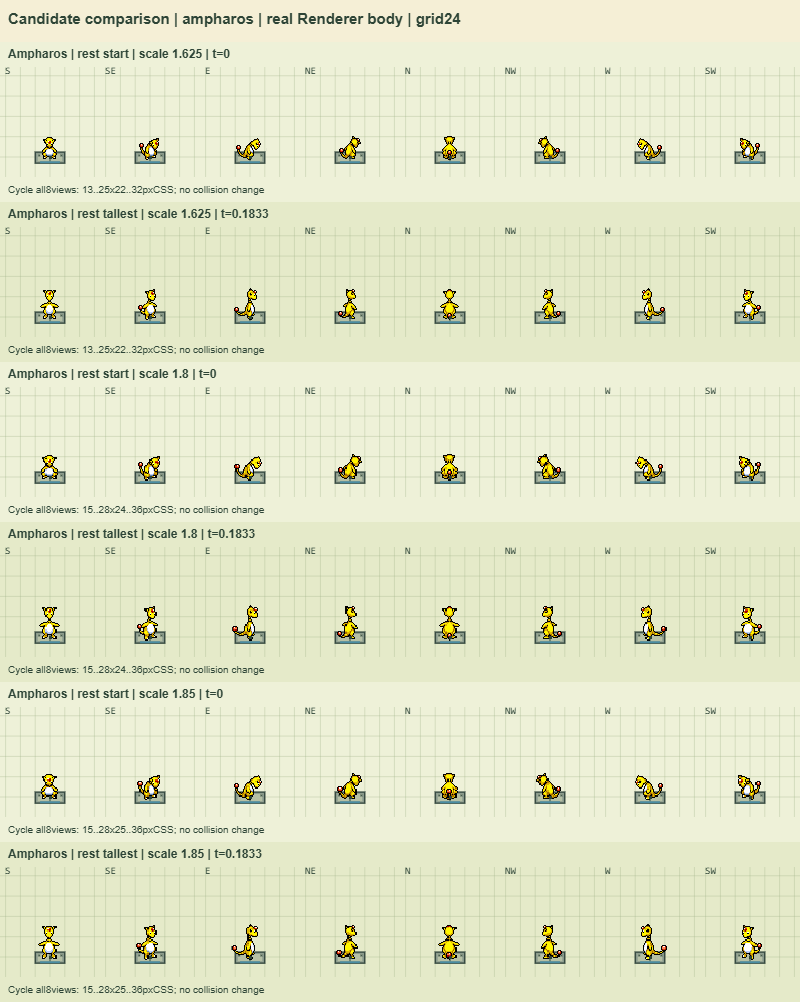 Candidate comparison | ampharos | real Renderer body | grid24
Ampharos | rest start | scale 1.625 | t=0
S SE E NE N NW W SW
Cycle all8views: 13..25x22..32pxCSS; no collision change
Ampharos | rest tallest | scale 1.625 | t=0.1833
S SE E NE N NW W SW
Cycle all8views: 13..25x22..32pxCSS; no collision change
Ampharos | rest start | scale 1.8 | t=0
S SE E NE N NW W SW
Cycle all8views: 15..28x24..36pxCSS; no collision change
Ampharos | rest tallest | scale 1.8 | t=0.1833
S SE E NE N NW W SW
Cycle all8views: 15..28x24..36pxCSS; no collision change
Ampharos | rest start | scale 1.85 | t=0
S SE E NE N NW W SW
Cycle all8views: 15..28x25..36pxCSS; no collision change
Ampharos | rest tallest | scale 1.85 | t=0.1833
S SE E NE N NW W SW
Cycle all8views: 15..28x25..36pxCSS; no collision change